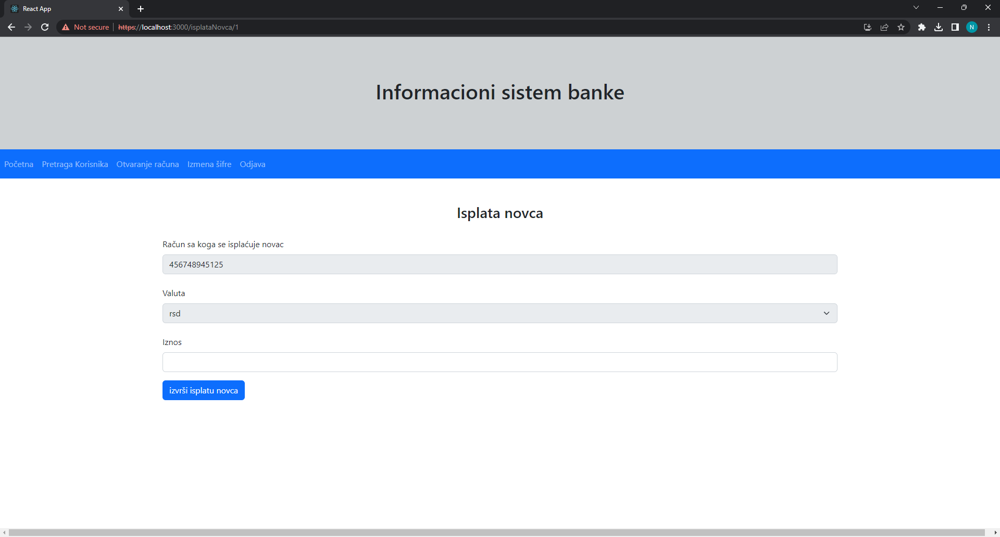 React App
Not secure https://localhost:3000/isplataNovca/1
N
Informacioni sistem banke
Početna Pretraga Korisnika Otvaranje računa Izmena šifre Odjava
Isplata novca
Račun sa koga se isplaćuje novac
456748945125
Valuta
rsd
Iznos
izvrši isplatu novca